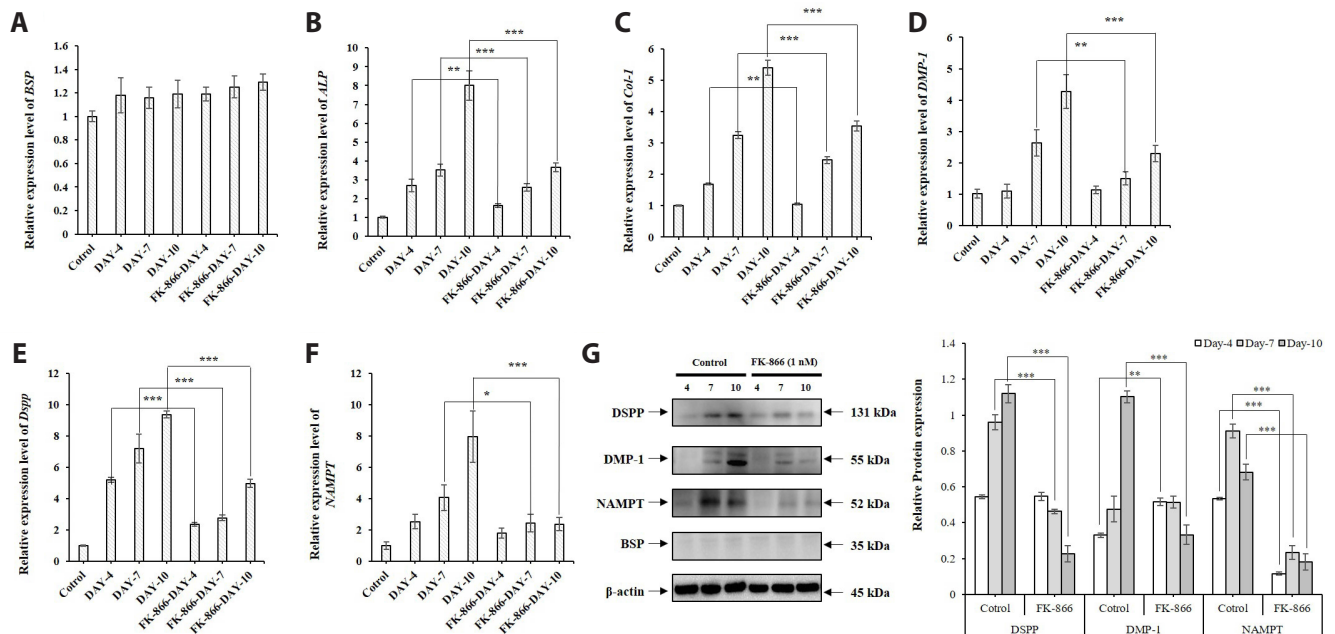 A
Relative expression level of BSP
1.6
1.4
1.2
1
0.8
0.6
0.4
0.2
0
Cotrol
DAY-4
DAY-7
DAY-10
FK-866-DAY-4
FK-866-DAY-7
FK-866-DAY-10
B
Relative expression level of ALP
10
9
8
7
6
5
4
3
2
1
0
**
***
***
Cotrol
DAY-4
DAY-7
DAY-10
FK-866-DAY-4
FK-866-DAY-7
FK-866-DAY-10
C
Relative expression level of Col-1
6
5
4
3
2
1
0
**
***
***
Cotrol
DAY-4
DAY-7
DAY-10
FK-866-DAY-4
FK-866-DAY-7
FK-866-DAY-10
D
Relative expression level of DMP-1
6
5
4
3
2
1
0
**
***
Cotrol
DAY-4
DAY-7
DAY-10
FK-866-DAY-4
FK-866-DAY-7
FK-866-DAY-10
E
Relative expression level of Dspp
12
10
8
6
4
2
0
***
***
***
Cotrol
DAY-4
DAY-7
DAY-10
FK-866-DAY-4
FK-866-DAY-7
FK-866-DAY-10
F
Relative expression level of
NAMPT
12
10
8
6
4
2
0
*
***
Cotrol
DAY-4
DAY-7
DAY-10
FK-866-DAY-4
FK-866-DAY-7
FK-866-DAY-10
G
Control FK-866 (1 nM)
4 7 10 4 7 10
DSPP 131 kDa
DMP-1 55 kDa
NAMPT 52 kDa
BSP 35 kDa
β-actin 45 kDa
Relative Protein expression
1.4
1.2
1
0.8
0.6
0.4
0.2
0
Day-4 Day-7 Day-10
***
***
**
***
***
***
***
Cotrol FK-866 Cotrol FK-866 Cotrol FK-866
DSPP DMP-1 NAMPT